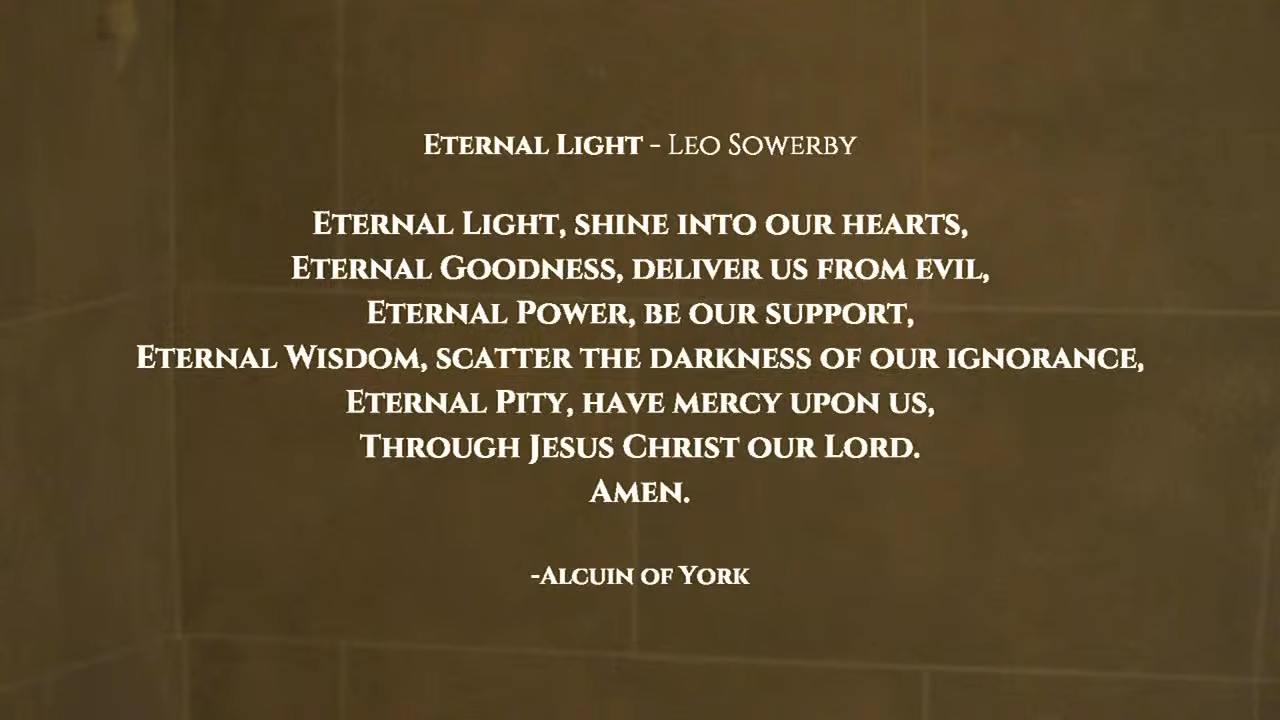 Eternal Light - Leo Sowerby
Eternal Light, shine into our hearts,
Eternal Goodness, deliver us from evil,
Eternal Power, be our support,
Eternal Wisdom, scatter the darkness of our ignorance,
Eternal Pity, have mercy upon us,
Through Jesus Christ our Lord.
Amen.
-Alcuin of York